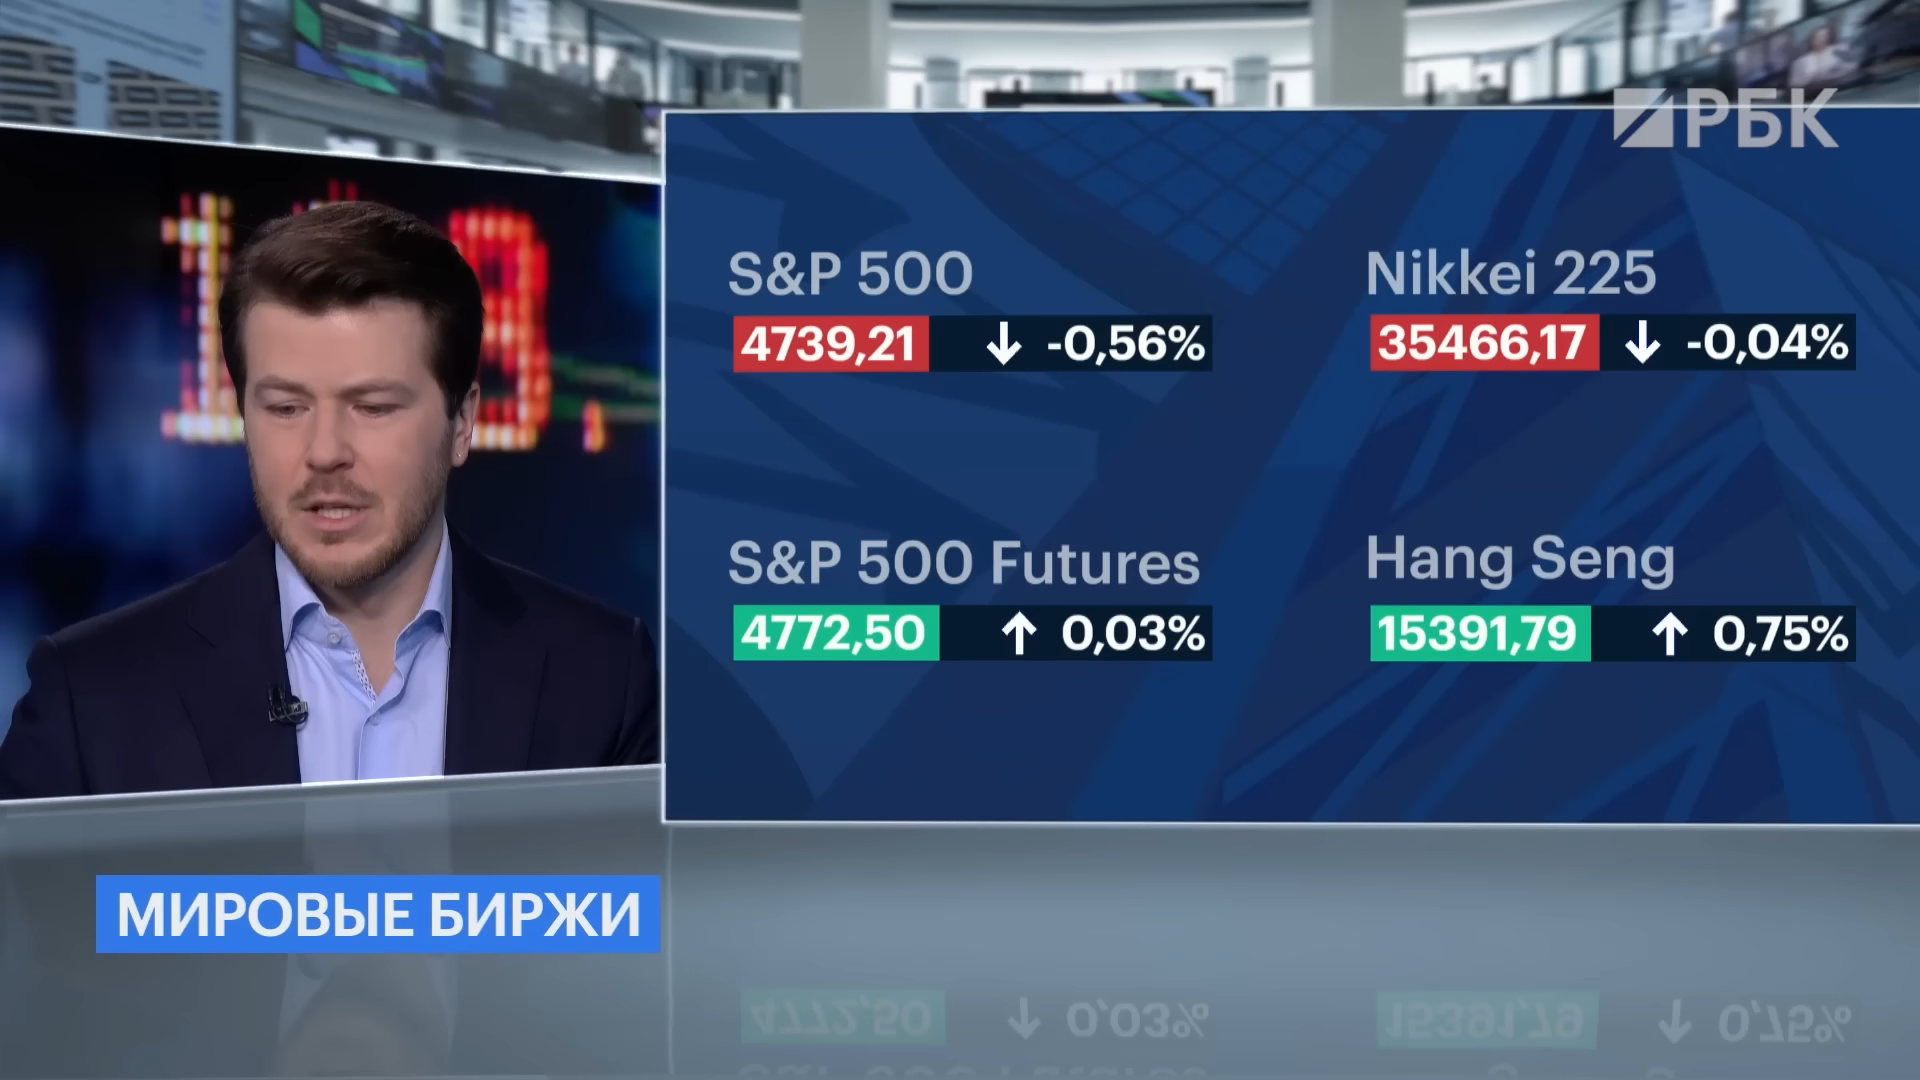 РБК
S&P 500
4739,21 ↓ -0,56%
Nikkei 225
35466,17 ↓ -0,04%
S&P 500 Futures
4772,50 ↑ 0,03%
Hang Seng
15391,79 ↑ 0,75%
МИРОВЫЕ БИРЖИ